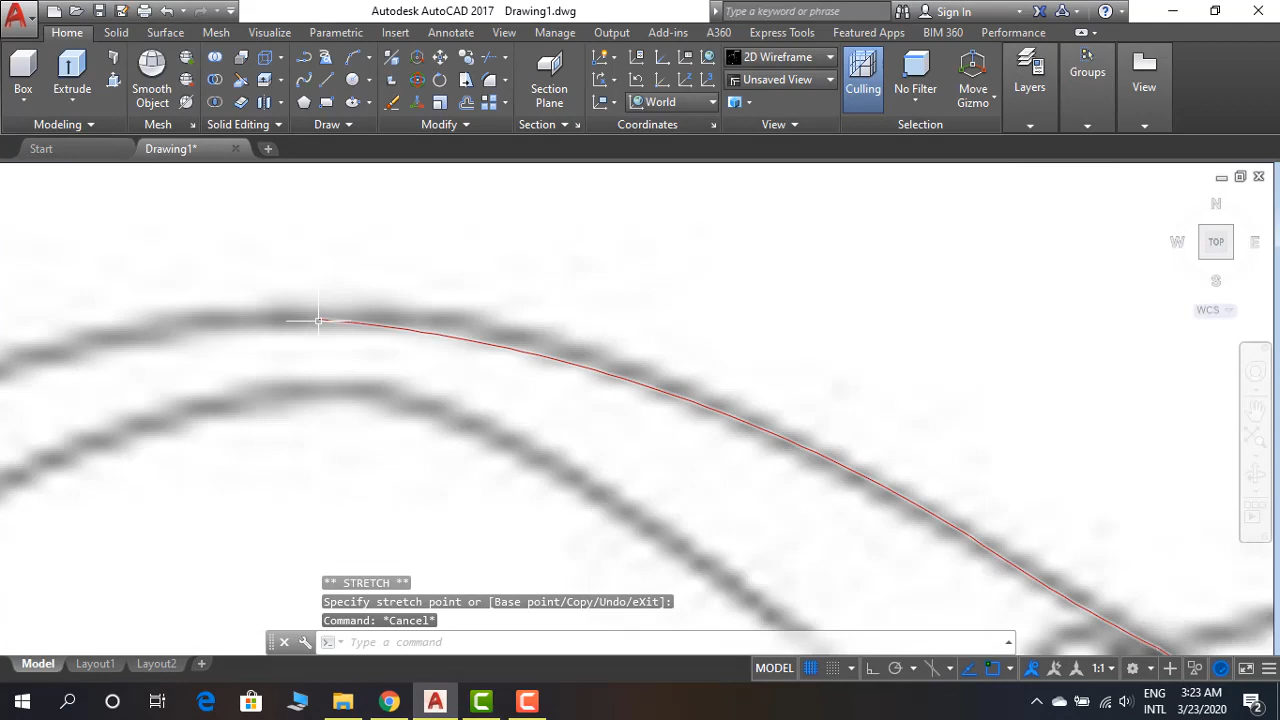 Autodesk AutoCAD 2017 Drawing1.dwg
Type a keyword or phrase
Sign In
Home Solid Surface Mesh Visualize Parametric Insert Annotate View Manage Output Add-ins A360 Express Tools Featured Apps BIM 360 Performance
Box
Extrude
Smooth Object
Section Plane
2D Wireframe
Unsaved View
World
Culling
No Filter
Move Gizmo
Layers
Groups
View
Modeling Mesh Solid Editing Draw Modify Section Coordinates View Selection
Start Drawing1*
N
W TOP E
S
WCS
** STRETCH **
Specify stretch point or [Base point/Copy/Undo/eXit]:
Command: *Cancel*
Type a command
Model Layout1 Layout2
MODEL
1:1
ENG
INTL
3:23 AM
3/23/2020
2